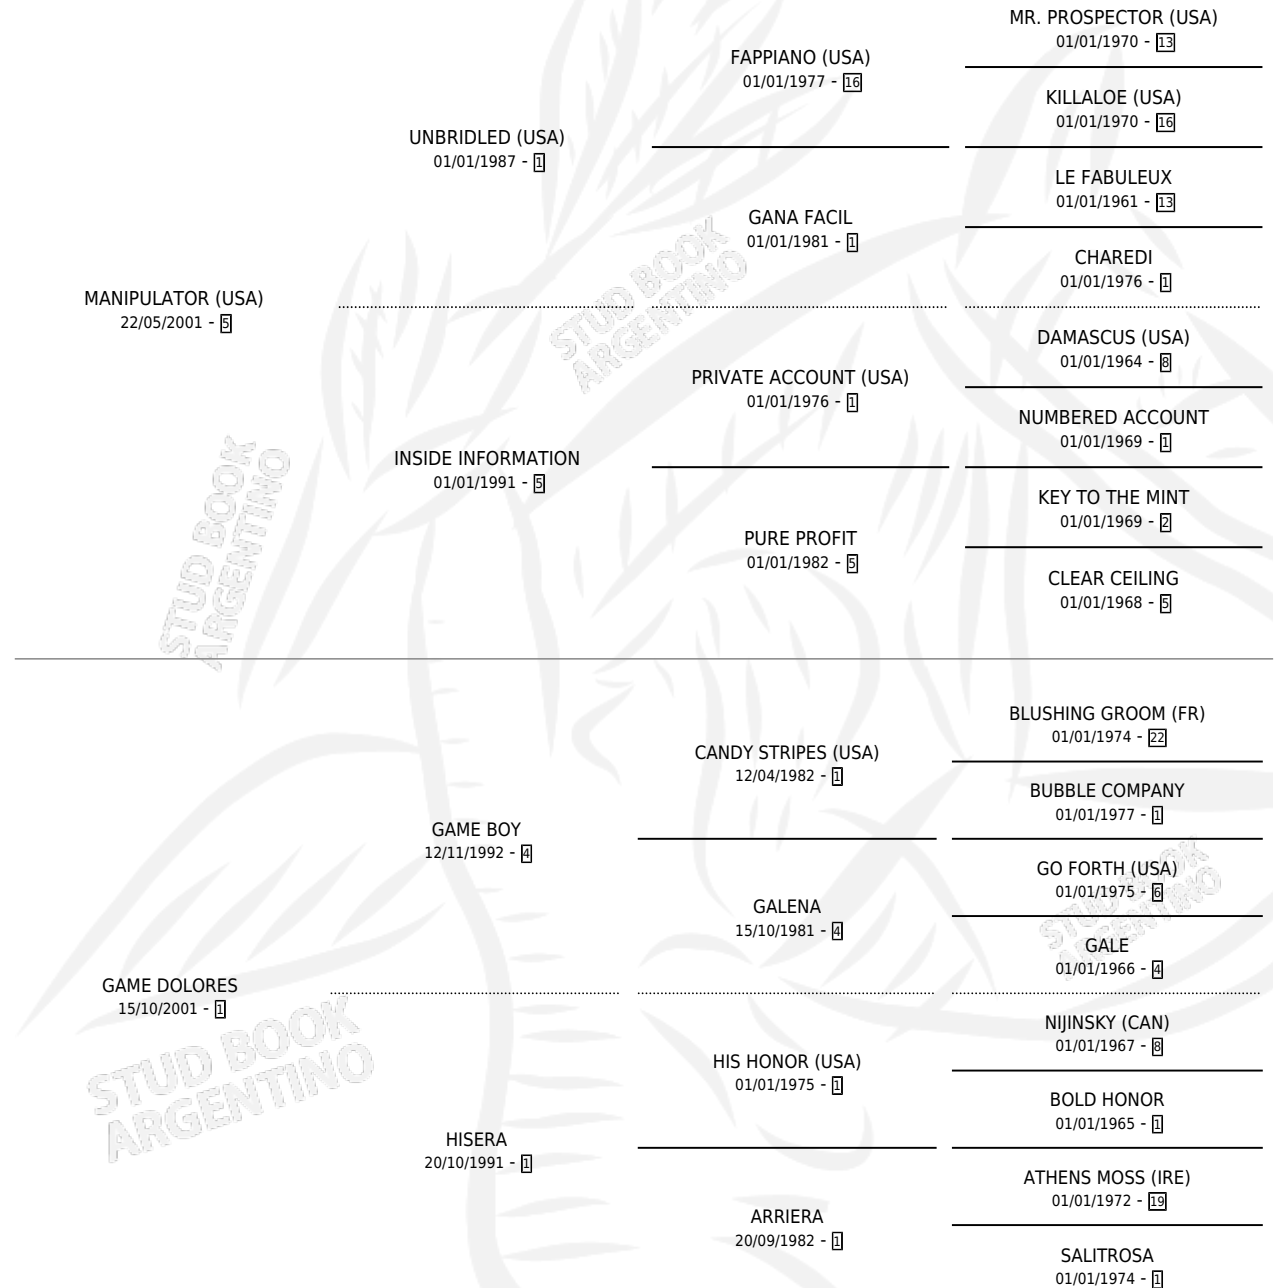 MR. PROSPECTOR (USA)
01/01/1970 - 13
FAPPIANO (USA)
01/01/1977 - 16
KILLALOE (USA)
01/01/1970 - 16
UNBRIDLED (USA)
01/01/1987 - 1
LE FABULEUX
01/01/1961 - 13
GANA FACIL
01/01/1981 - 1
CHAREDI
01/01/1976 - 1
MANIPULATOR (USA)
22/05/2001 - 5
DAMASCUS (USA)
01/01/1964 - 8
PRIVATE ACCOUNT (USA)
01/01/1976 - 1
NUMBERED ACCOUNT
01/01/1969 - 1
INSIDE INFORMATION
01/01/1991 - 5
KEY TO THE MINT
01/01/1969 - 2
PURE PROFIT
01/01/1982 - 5
CLEAR CEILING
01/01/1968 - 5
BLUSHING GROOM (FR)
01/01/1974 - 22
CANDY STRIPES (USA)
12/04/1982 - 1
BUBBLE COMPANY
01/01/1977 - 1
GAME BOY
12/11/1992 - 4
GO FORTH (USA)
01/01/1975 - 6
GALENA
15/10/1981 - 4
GALE
01/01/1966 - 4
GAME DOLORES
15/10/2001 - 1
NIJINSKY (CAN)
01/01/1967 - 8
HIS HONOR (USA)
01/01/1975 - 1
BOLD HONOR
01/01/1965 - 1
HISERA
20/10/1991 - 1
ATHENS MOSS (IRE)
01/01/1972 - 19
ARRIERA
20/09/1982 - 1
SALITROSA
01/01/1974 - 1
STUD BOOK
ARGENTINO
STUD BOOK
ARGENTINO
STUD BOOK
ARGENTINO
STUD BOOK
ARGENTINO